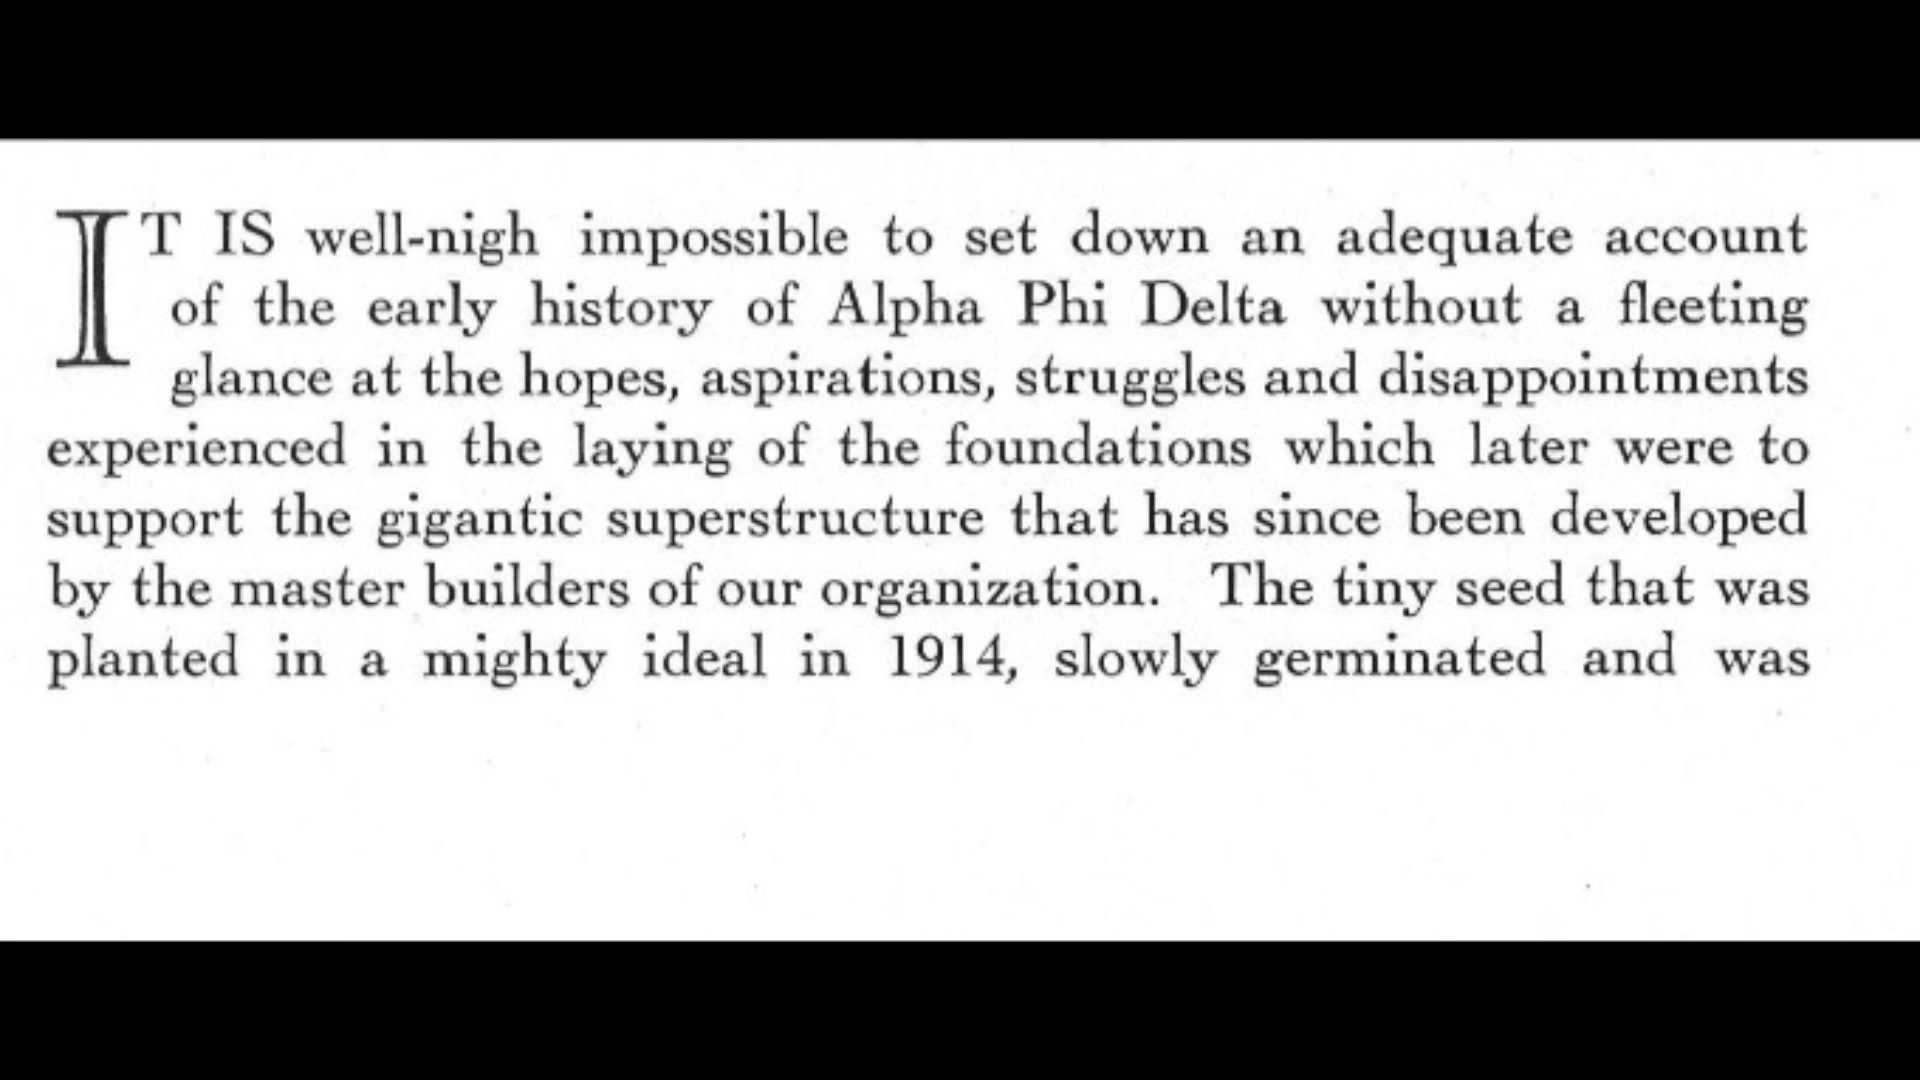 IT IS well-nigh impossible to set down an adequate account
of the early history of Alpha Phi Delta without a fleeting
glance at the hopes, aspirations, struggles and disappointments
experienced in the laying of the foundations which later were to
support the gigantic superstructure that has since been developed
by the master builders of our organization. The tiny seed that was
planted in a mighty ideal in 1914, slowly germinated and was